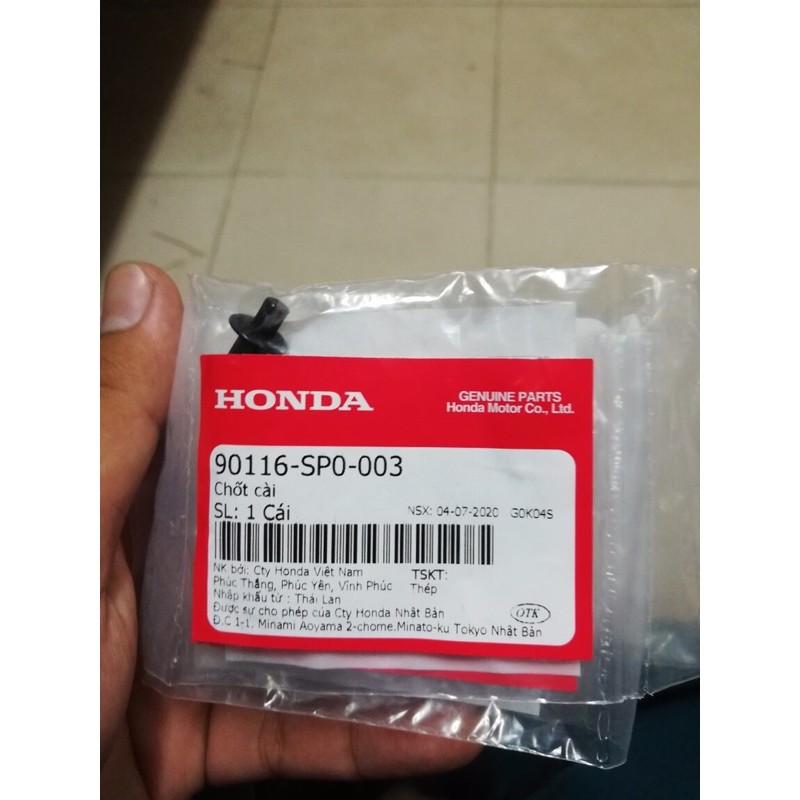 HONDA
GENUINE PARTS
Honda Motor Co., Ltd.
90116-SP0-003
Chốt cài
SL: 1 Cái
NSX: 04-07-2020 G0K04S
NK bởi: Cty Honda Việt Nam
TSKT:
Phúc Thắng, Phúc Yên, Vĩnh Phúc
Thép
Nhập khẩu từ : Thái Lan
Được sự cho phép của Cty Honda Nhật Bản
OTK
Đ.C 1-1. Minami Aoyama 2-chome.Minato-ku Tokyo Nhật Bản